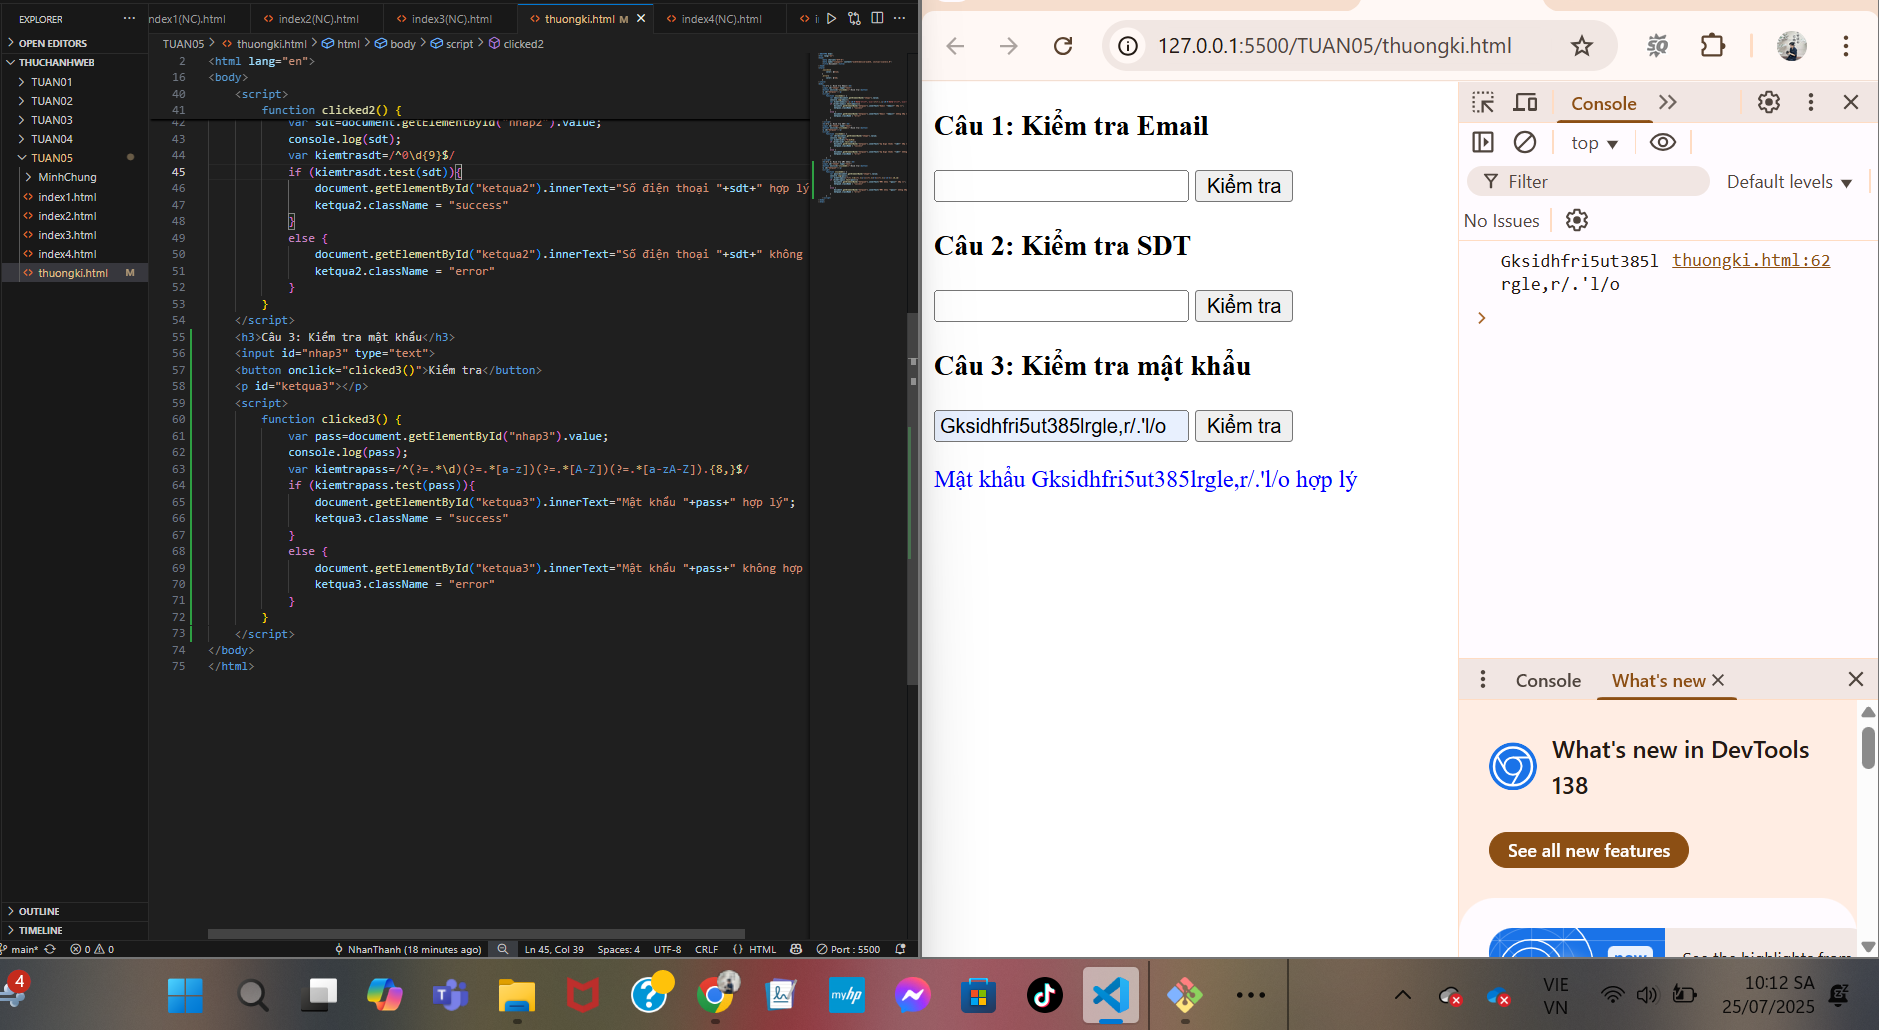 EXPLORER
OPEN EDITORS
THUCHANHWEB
TUAN01
TUAN02
TUAN03
TUAN04
TUAN05
MinhChung
index1.html
index2.html
index3.html
index4.html
thuongki.html M
OUTLINE
TIMELINE
index1(NC).html
index2(NC).html
index3(NC).html
thuongki.html M
index4(NC).html
TUAN05 > thuongki.html > html > body > script > clicked2
2 <html lang="en">
16 <body>
40 <script>
41 function clicked2() {
42 var sdt=document.getElementById("nhap2").value;
43 console.log(sdt);
44 var kiemtrasdt=/^0\d{9}$/
45 if (kiemtrasdt.test(sdt)){
46 document.getElementById("ketqua2").innerText="Số điện thoại "+sdt+" hợp lý
47 ketqua2.className = "success"
48 }
49 else {
50 document.getElementById("ketqua2").innerText="Số điện thoại "+sdt+" không
51 ketqua2.className = "error"
52 }
53 }
54 </script>
55 <h3>Câu 3: Kiểm tra mật khẩu</h3>
56 <input id="nhap3" type="text">
57 <button onclick="clicked3()">Kiểm tra</button>
58 <p id="ketqua3"></p>
59 <script>
60 function clicked3() {
61 var pass=document.getElementById("nhap3").value;
62 console.log(pass);
63 var kiemtrapass=/^(?=.*\d)(?=.*[a-z])(?=.*[A-Z])(?=.*[a-zA-Z]).{8,}$/
64 if (kiemtrapass.test(pass)){
65 document.getElementById("ketqua3").innerText="Mật khẩu "+pass+" hợp lý";
66 ketqua3.className = "success"
67 }
68 else {
69 document.getElementById("ketqua3").innerText="Mật khẩu "+pass+" không hợp
70 ketqua3.className = "error"
71 }
72 }
73 </script>
74 </body>
75 </html>
main* 0 0 NhanThanh (18 minutes ago) Ln 45, Col 39 Spaces: 4 UTF-8 CRLF {} HTML Port : 5500
127.0.0.1:5500/TUAN05/thuongki.html
Câu 1: Kiểm tra Email
Kiểm tra
Câu 2: Kiểm tra SDT
Kiểm tra
Câu 3: Kiểm tra mật khẩu
Gksidhfri5ut385lrgle,r/.'l/o Kiểm tra
Mật khẩu Gksidhfri5ut385lrgle,r/.'l/o hợp lý
Console
top
Filter Default levels
No Issues
Gksidhfri5ut385l thuongki.html:62
rgle,r/.'l/o
Console What's new
What's new in DevTools
138
See all new features
new
See the highlights from
4
myhp
VIE
VN
10:12 SA
25/07/2025